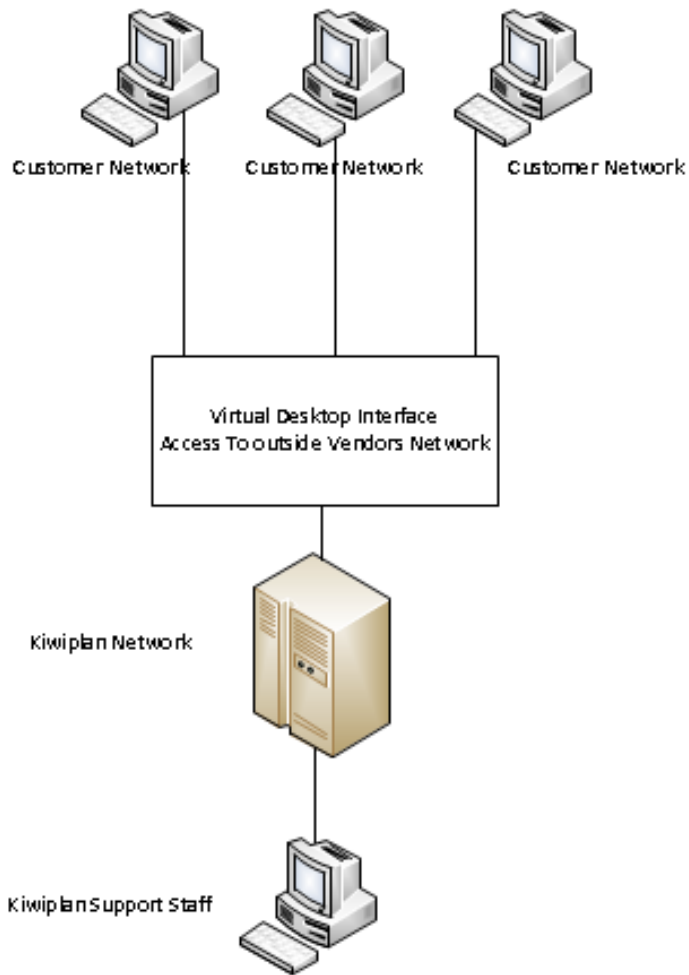 Customer Network
Customer Network
Customer Network
Virtual Desktop Interface
Access To outside Vendors Network
Kiwiplan Network
Kiwiplan Support Staff